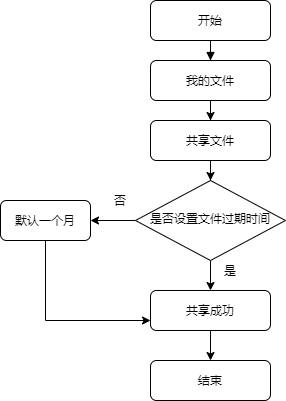 开始
我的文件
共享文件
是否设置文件过期时间
否
默认一个月
是
共享成功
结束